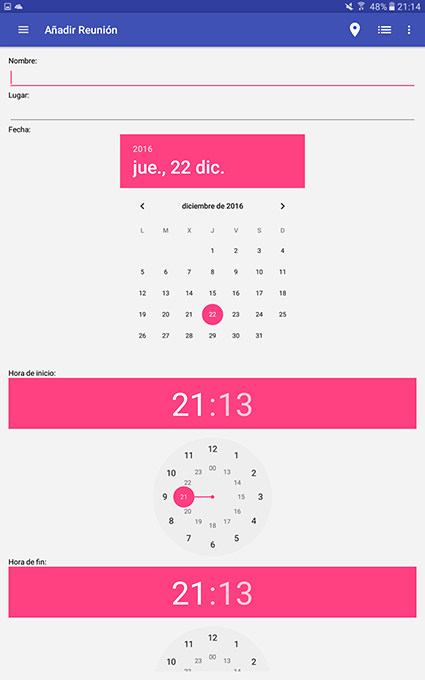 48% 21:14
Añadir Reunión
Nombre:
Lugar:
Fecha:
2016
jue., 22 dic.
diciembre de 2016
L M X J V S D
1 2 3 4
5 6 7 8 9 10 11
12 13 14 15 16 17 18
19 20 21 22 23 24 25
26 27 28 29 30 31
Hora de inicio:
21:13
12
11 1
00
23 13
10 2
22 14
9 21 15 3
20 16
8 4
19 17
18
7 5
6
Hora de fin:
21:13
12
11 1
00
23 13
10 2